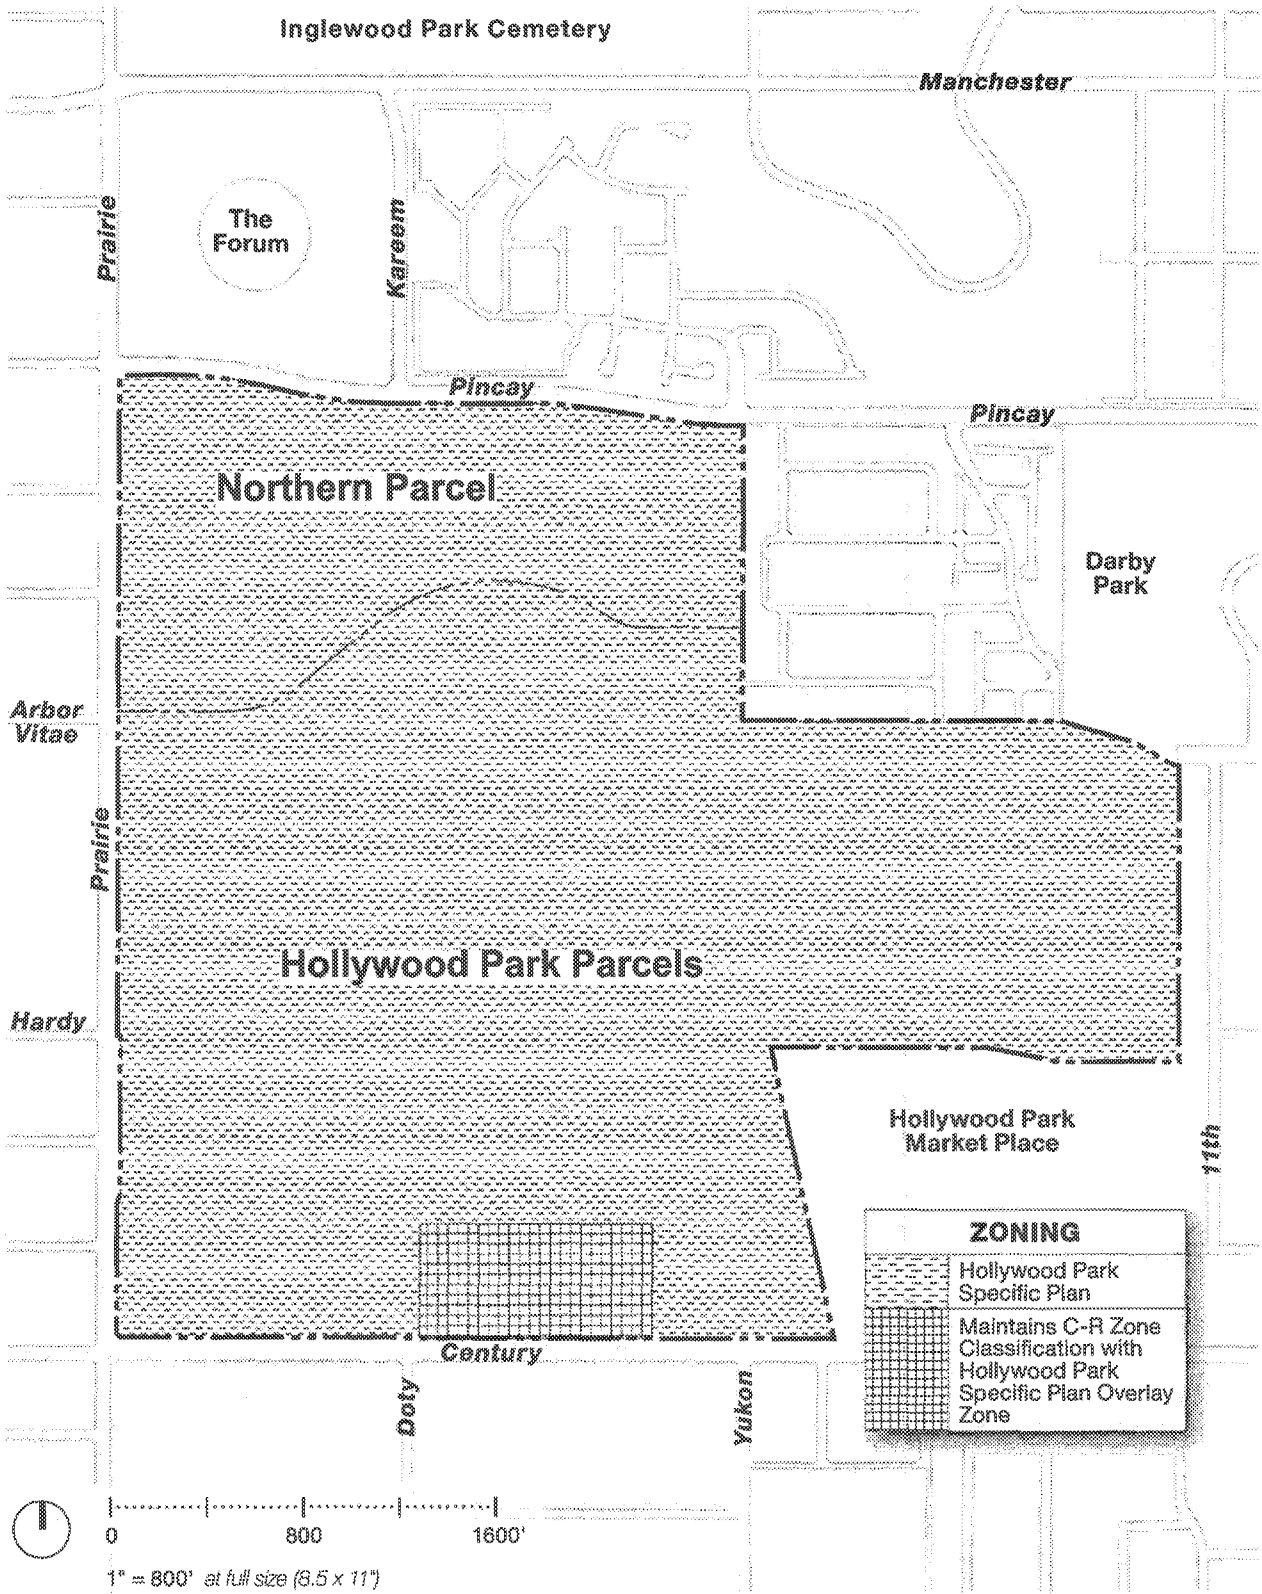 Inglewood Park Cemetery
Manchester
Prairie
The
Forum
Kareem
Pincay
Pincay
Northern Parcel
Darby
Park
Arbor
Vitae
Prairie
Hollywood Park Parcels
Hardy
Hollywood Park
Market Place
11th
ZONING
Hollywood Park
Specific Plan
Maintains C-R Zone
Classification with
Hollywood Park
Specific Plan Overlay
Zone
Century
Doty
Yukon
0 800 1600'
1" = 800' at full size (8.5 x 11")